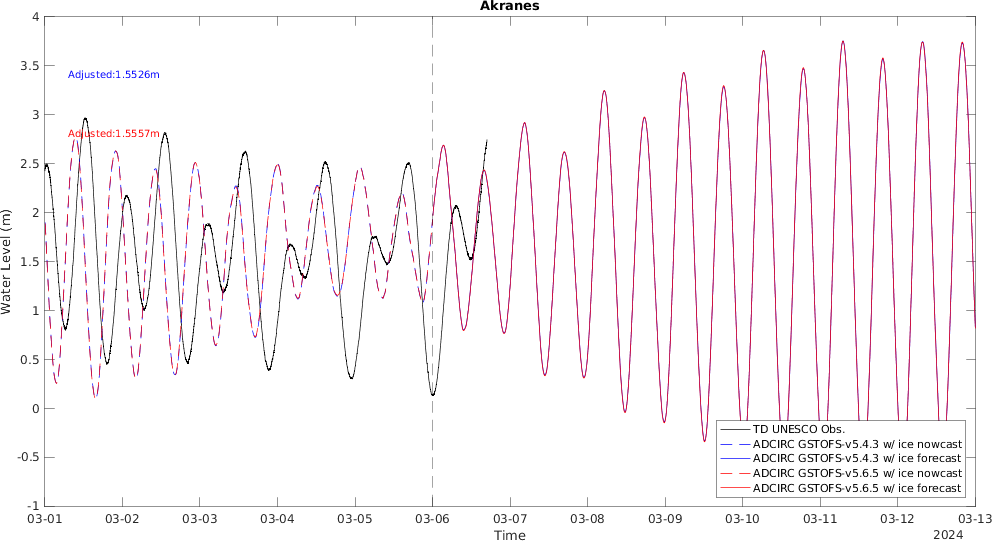 Akranes
4
3.5
3
2.5
2
1.5
1
0.5
0
-0.5
-1
Water Level (m)
Adjusted:1.5526m
Adjusted:1.5557m
TD UNESCO Obs.
ADCIRC GSTOFS-v5.4.3 w/ ice nowcast
ADCIRC GSTOFS-v5.4.3 w/ ice forecast
ADCIRC GSTOFS-v5.6.5 w/ ice nowcast
ADCIRC GSTOFS-v5.6.5 w/ ice forecast
03-01 03-02 03-03 03-04 03-05 03-06 03-07 03-08 03-09 03-10 03-11 03-12 03-13
Time
2024